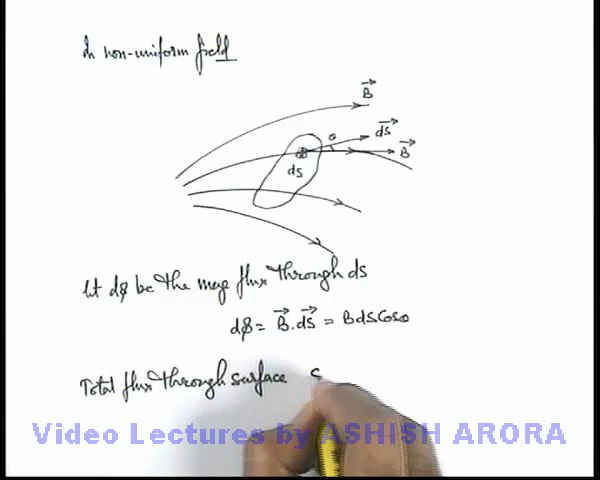 In non-uniform field
B
θ
ds
B
ds
let dφ be the mag flux through ds
dφ = B . ds = B ds cosθ
Total flux through surface S
Video Lectures by ASHISH ARORA